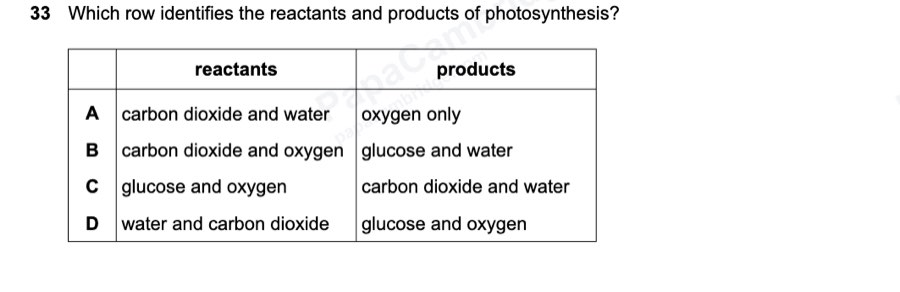 33 Which row identifies the reactants and products of photosynthesis?
reactants products
A carbon dioxide and water oxygen only
B carbon dioxide and oxygen glucose and water
C glucose and oxygen carbon dioxide and water
D water and carbon dioxide glucose and oxygen